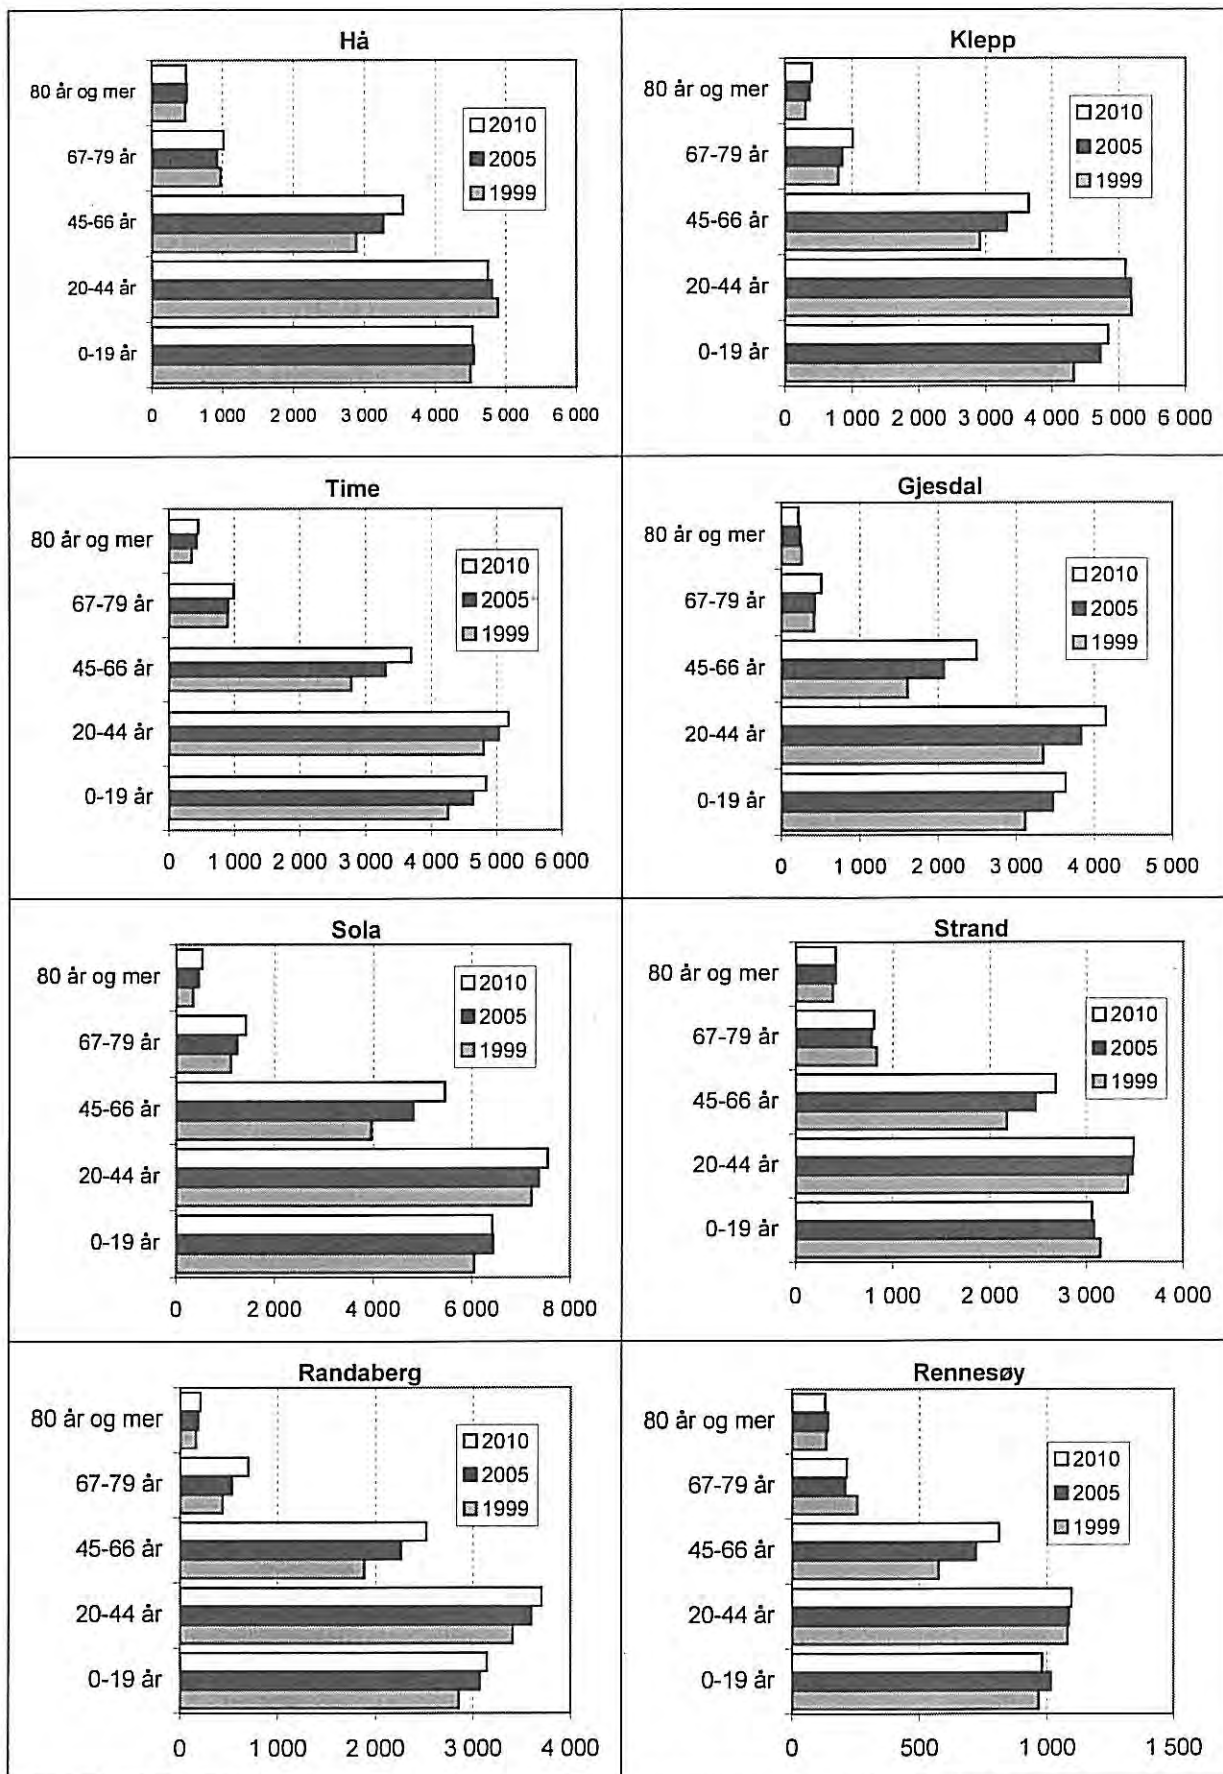 Hå
80 år og mer
67-79 år
45-66 år
20-44 år
0-19 år
2010
2005
1999
0 1 000 2 000 3 000 4 000 5 000 6 000
Klepp
80 år og mer
67-79 år
45-66 år
20-44 år
0-19 år
2010
2005
1999
0 1 000 2 000 3 000 4 000 5 000 6 000
Time
80 år og mer
67-79 år
45-66 år
20-44 år
0-19 år
2010
2005
1999
0 1 000 2 000 3 000 4 000 5 000 6 000
Gjesdal
80 år og mer
67-79 år
45-66 år
20-44 år
0-19 år
2010
2005
1999
0 1 000 2 000 3 000 4 000 5 000
Sola
80 år og mer
67-79 år
45-66 år
20-44 år
0-19 år
2010
2005
1999
0 2 000 4 000 6 000 8 000
Strand
80 år og mer
67-79 år
45-66 år
20-44 år
0-19 år
2010
2005
1999
0 1 000 2 000 3 000 4 000
Randaberg
80 år og mer
67-79 år
45-66 år
20-44 år
0-19 år
2010
2005
1999
0 1 000 2 000 3 000 4 000
Rennesøy
80 år og mer
67-79 år
45-66 år
20-44 år
0-19 år
2010
2005
1999
0 500 1 000 1 500